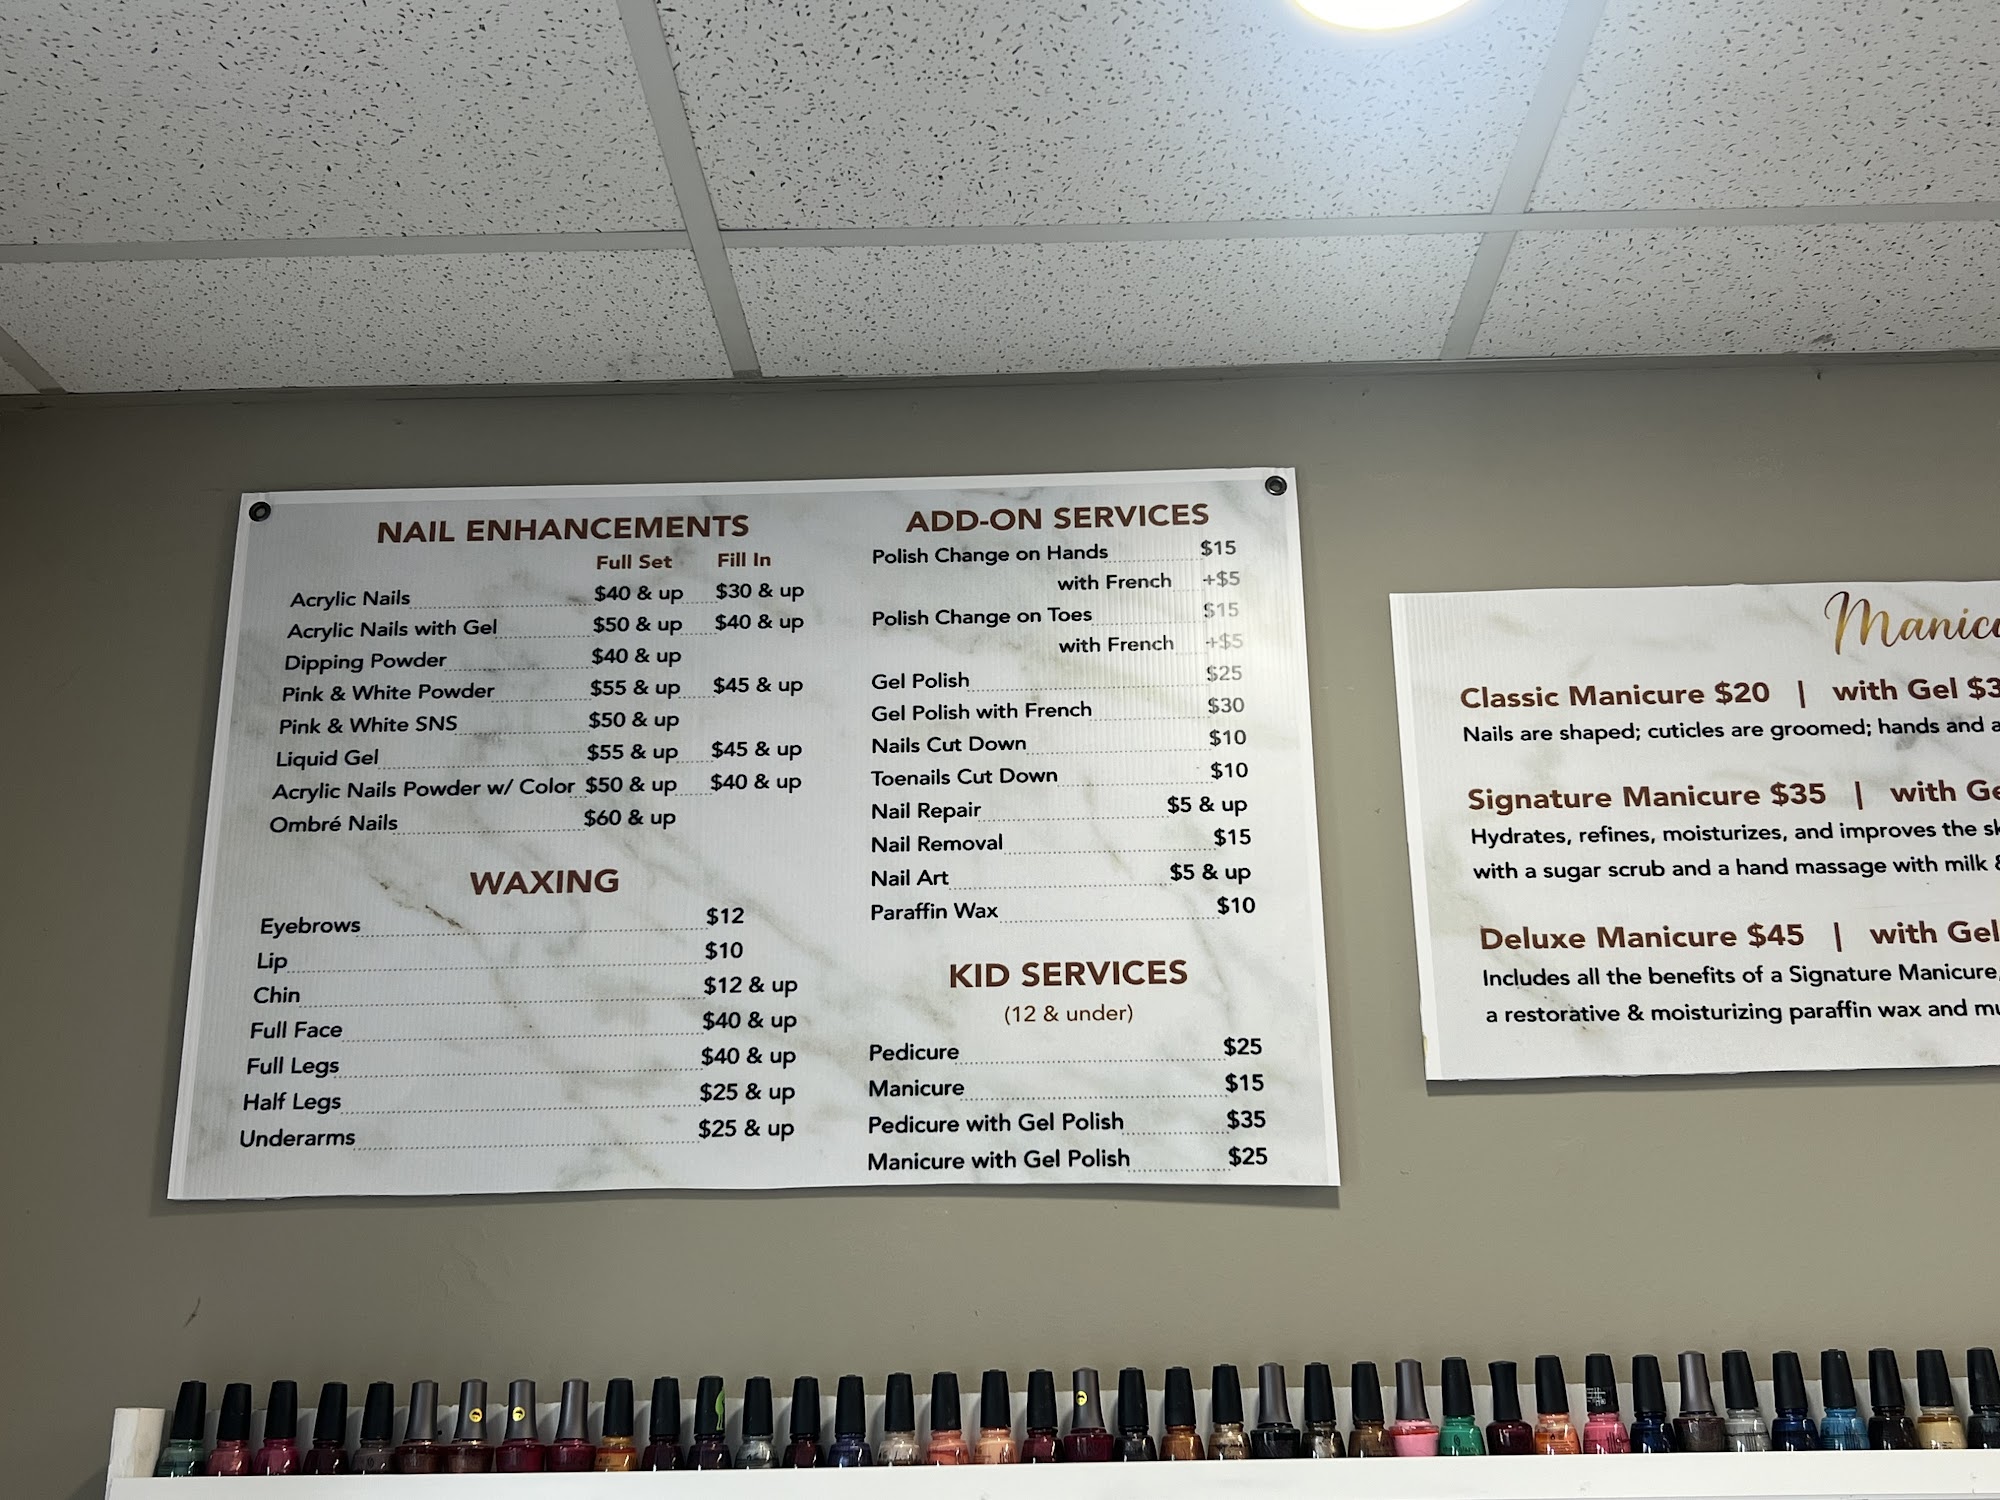 NAIL ENHANCEMENTS
Full Set Fill In
Acrylic Nails $40 & up $30 & up
Acrylic Nails with Gel $50 & up $40 & up
Dipping Powder $40 & up
Pink & White Powder $55 & up $45 & up
Pink & White SNS $50 & up
Liquid Gel $55 & up $45 & up
Acrylic Nails Powder w/ Color $50 & up $40 & up
Ombré Nails $60 & up
WAXING
Eyebrows $12
Lip $10
Chin $12 & up
Full Face $40 & up
Full Legs $40 & up
Half Legs $25 & up
Underarms $25 & up
ADD-ON SERVICES
Polish Change on Hands $15
with French +$5
Polish Change on Toes $15
with French +$5
Gel Polish $25
Gel Polish with French $30
Nails Cut Down $10
Toenails Cut Down $10
Nail Repair $5 & up
Nail Removal $15
Nail Art $5 & up
Paraffin Wax $10
KID SERVICES
(12 & under)
Pedicure $25
Manicure $15
Pedicure with Gel Polish $35
Manicure with Gel Polish $25
Classic Manicure $20 | with Gel
Nails are shaped; cuticles are groomed; hands and
Signature Manicure $35 | with
Hydrates, refines, moisturizes, and improves the
with a sugar scrub and a hand massage with milk
Deluxe Manicure $45 | with Gel
Includes all the benefits of a Signature Manicure,
a restorative & moisturizing paraffin wax and